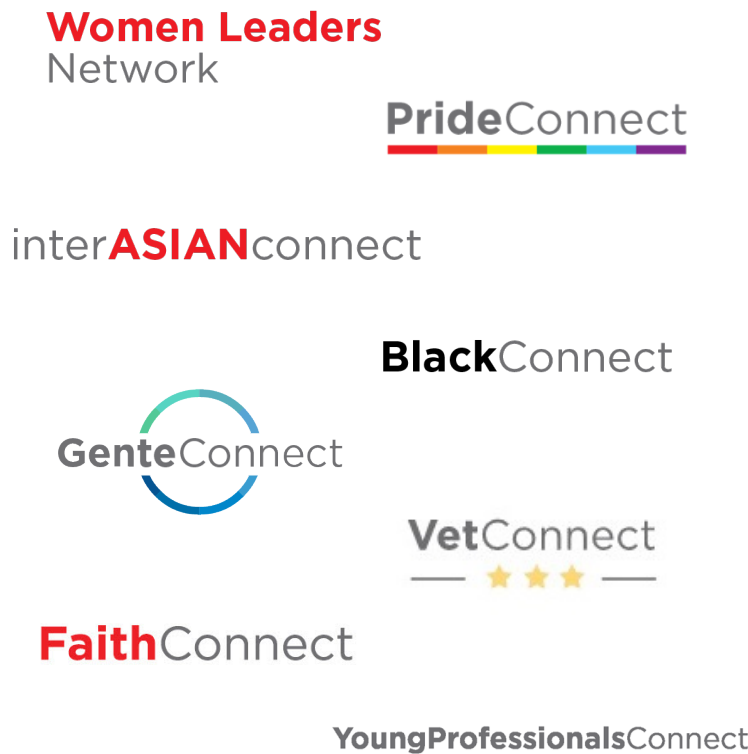 Women Leaders
Network
PrideConnect
interASIANconnect
BlackConnect
GenteConnect
VetConnect
FaithConnect
YoungProfessionalsConnect